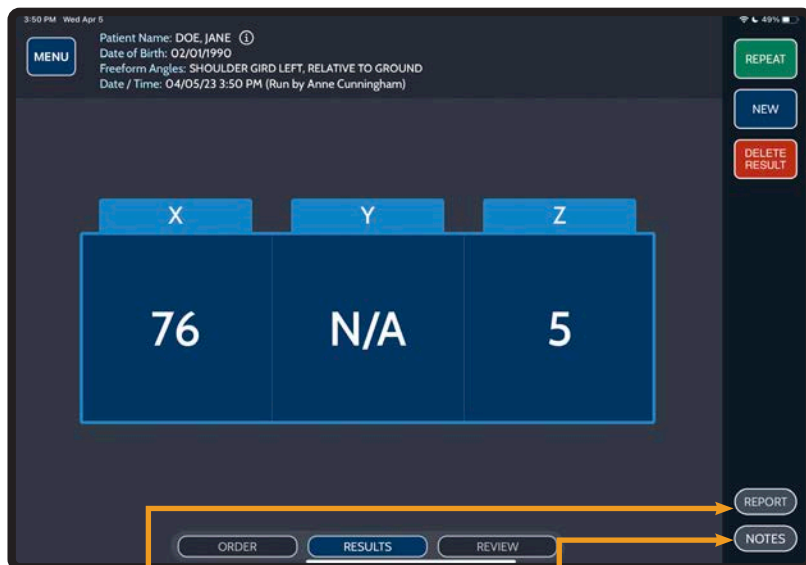 3:50 PM Wed Apr 5
49%
MENU
Patient Name: DOE, JANE
Date of Birth: 02/01/1990
Freeform Angles: SHOULDER GIRD LEFT, RELATIVE TO GROUND
Date / Time: 04/05/23 3:50 PM (Run by Anne Cunningham)
REPEAT
NEW
DELETE
RESULT
X Y Z
76 N/A 5
REPORT
NOTES
ORDER RESULTS REVIEW